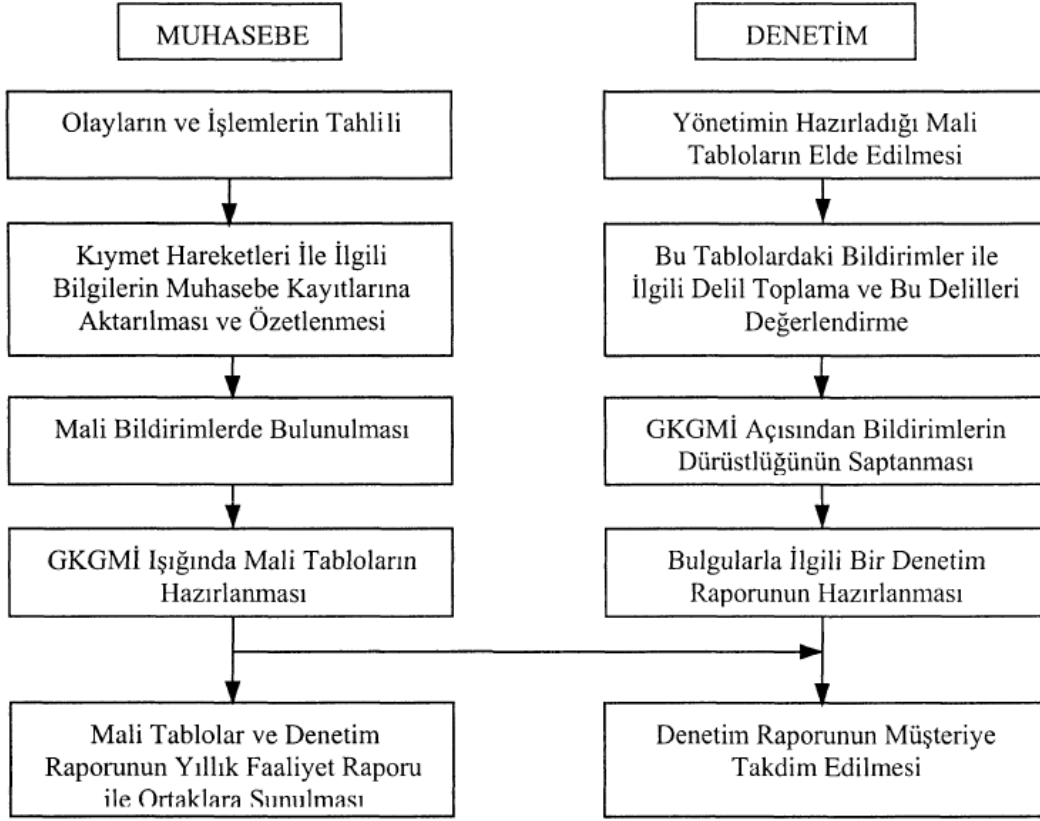 MUHASEBE
Olayların ve İşlemlerin Tahlili
Kıymet Hareketleri İle İlgili
Bilgilerin Muhasebe Kayıtlarına
Aktarılması ve Özetlenmesi
Mali Bildirimlerde Bulunulması
GKGMİ Işığında Mali Tabloların
Hazırlanması
Mali Tablolar ve Denetim
Raporunun Yıllık Faaliyet Raporu
ile Ortaklara Sunulması
DENETİM
Yönetimin Hazırladığı Mali
Tabloların Elde Edilmesi
Bu Tablolardaki Bildirimler ile
İlgili Delil Toplama ve Bu Delilleri
Değerlendirme
GKGMİ Açısından Bildirimlerin
Dürüstlüğünün Saptanması
Bulgularla İlgili Bir Denetim
Raporunun Hazırlanması
Denetim Raporunun Müşteriye
Takdim Edilmesi